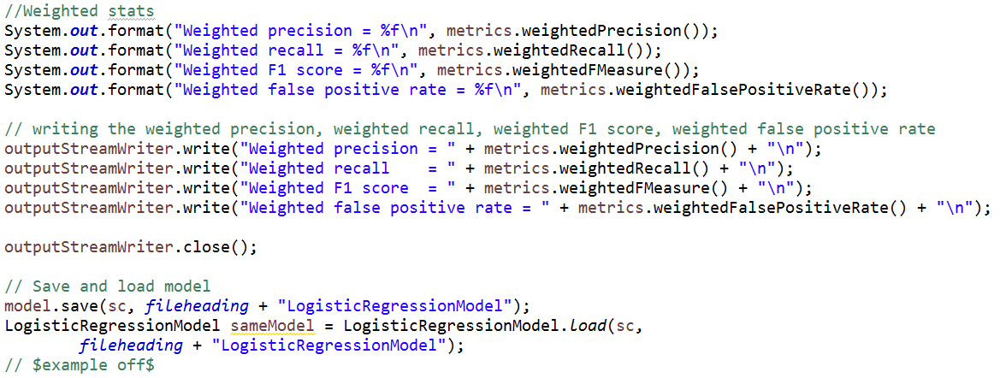 //Weighted stats
System.out.format("Weighted precision = %f\n", metrics.weightedPrecision());
System.out.format("Weighted recall = %f\n", metrics.weightedRecall());
System.out.format("Weighted F1 score = %f\n", metrics.weightedFMeasure());
System.out.format("Weighted false positive rate = %f\n", metrics.weightedFalsePositiveRate());

// writing the weighted precision, weighted recall, weighted F1 score, weighted false positive rate
outputStreamWriter.write("Weighted precision = " + metrics.weightedPrecision() + "\n");
outputStreamWriter.write("Weighted recall    = " + metrics.weightedRecall() + "\n");
outputStreamWriter.write("Weighted F1 score  = " + metrics.weightedFMeasure() + "\n");
outputStreamWriter.write("Weighted false positive rate = " + metrics.weightedFalsePositiveRate() + "\n");

outputStreamWriter.close();

// Save and load model
model.save(sc, fileheading + "LogisticRegressionModel");
LogisticRegressionModel sameModel = LogisticRegressionModel.load(sc,
        fileheading + "LogisticRegressionModel");
// $example off$